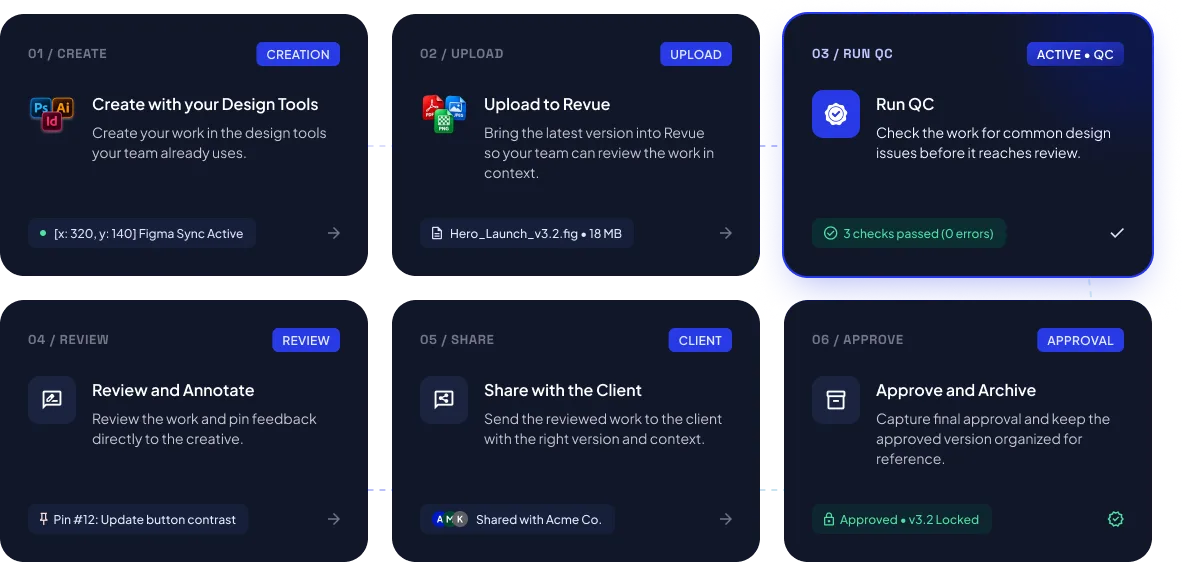 01 / CREATE
CREATION
Ps Ai
Id
Create with your Design Tools
Create your work in the design tools
your team already uses.
[x: 320, y: 140] Figma Sync Active
02 / UPLOAD
UPLOAD
PDF JPEG
PNG
Upload to Revue
Bring the latest version into Revue
so your team can review the work in
context.
Hero_Launch_v3.2.fig • 18 MB
03 / RUN QC
ACTIVE • QC
Run QC
Check the work for common design
issues before it reaches review.
3 checks passed (0 errors)
04 / REVIEW
REVIEW
Review and Annotate
Review the work and pin feedback
directly to the creative.
Pin #12: Update button contrast
05 / SHARE
CLIENT
Share with the Client
Send the reviewed work to the client
with the right version and context.
A M K Shared with Acme Co.
06 / APPROVE
APPROVAL
Approve and Archive
Capture final approval and keep the
approved version organized for
reference.
Approved • v3.2 Locked